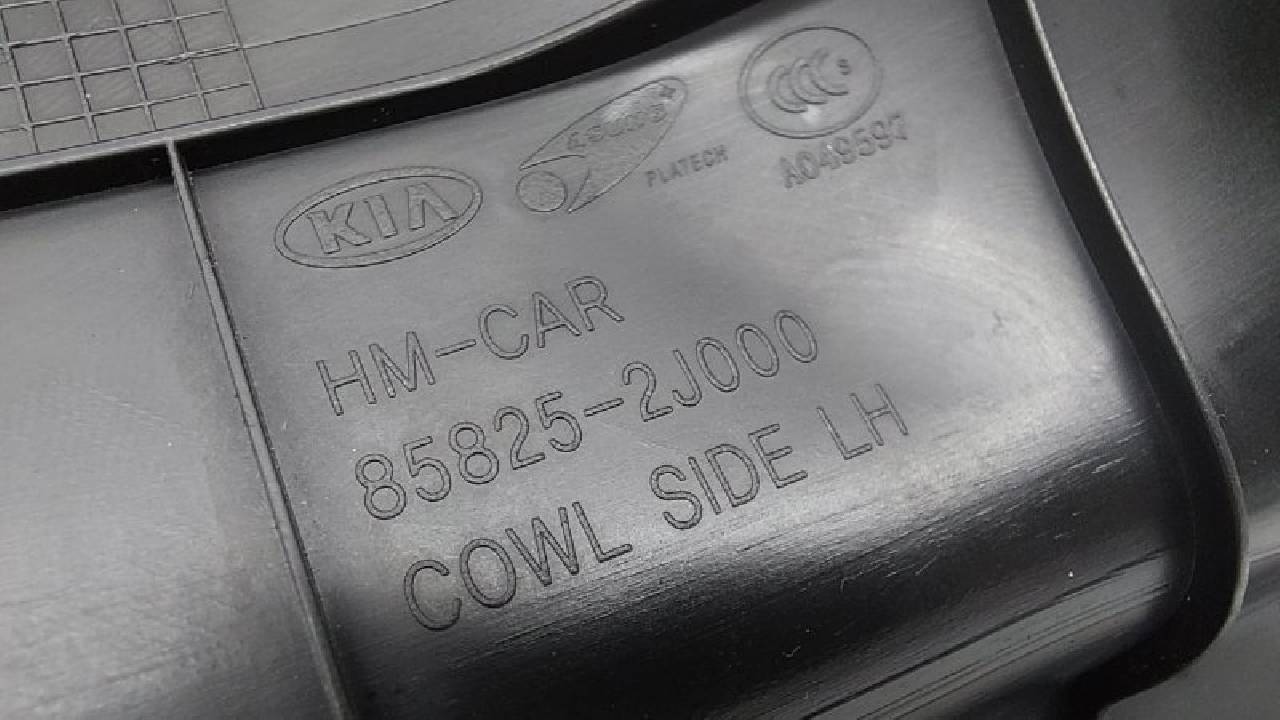 KIA
PLATECH
A049597
HM-CAR
85825-2J000
COWL SIDE LH